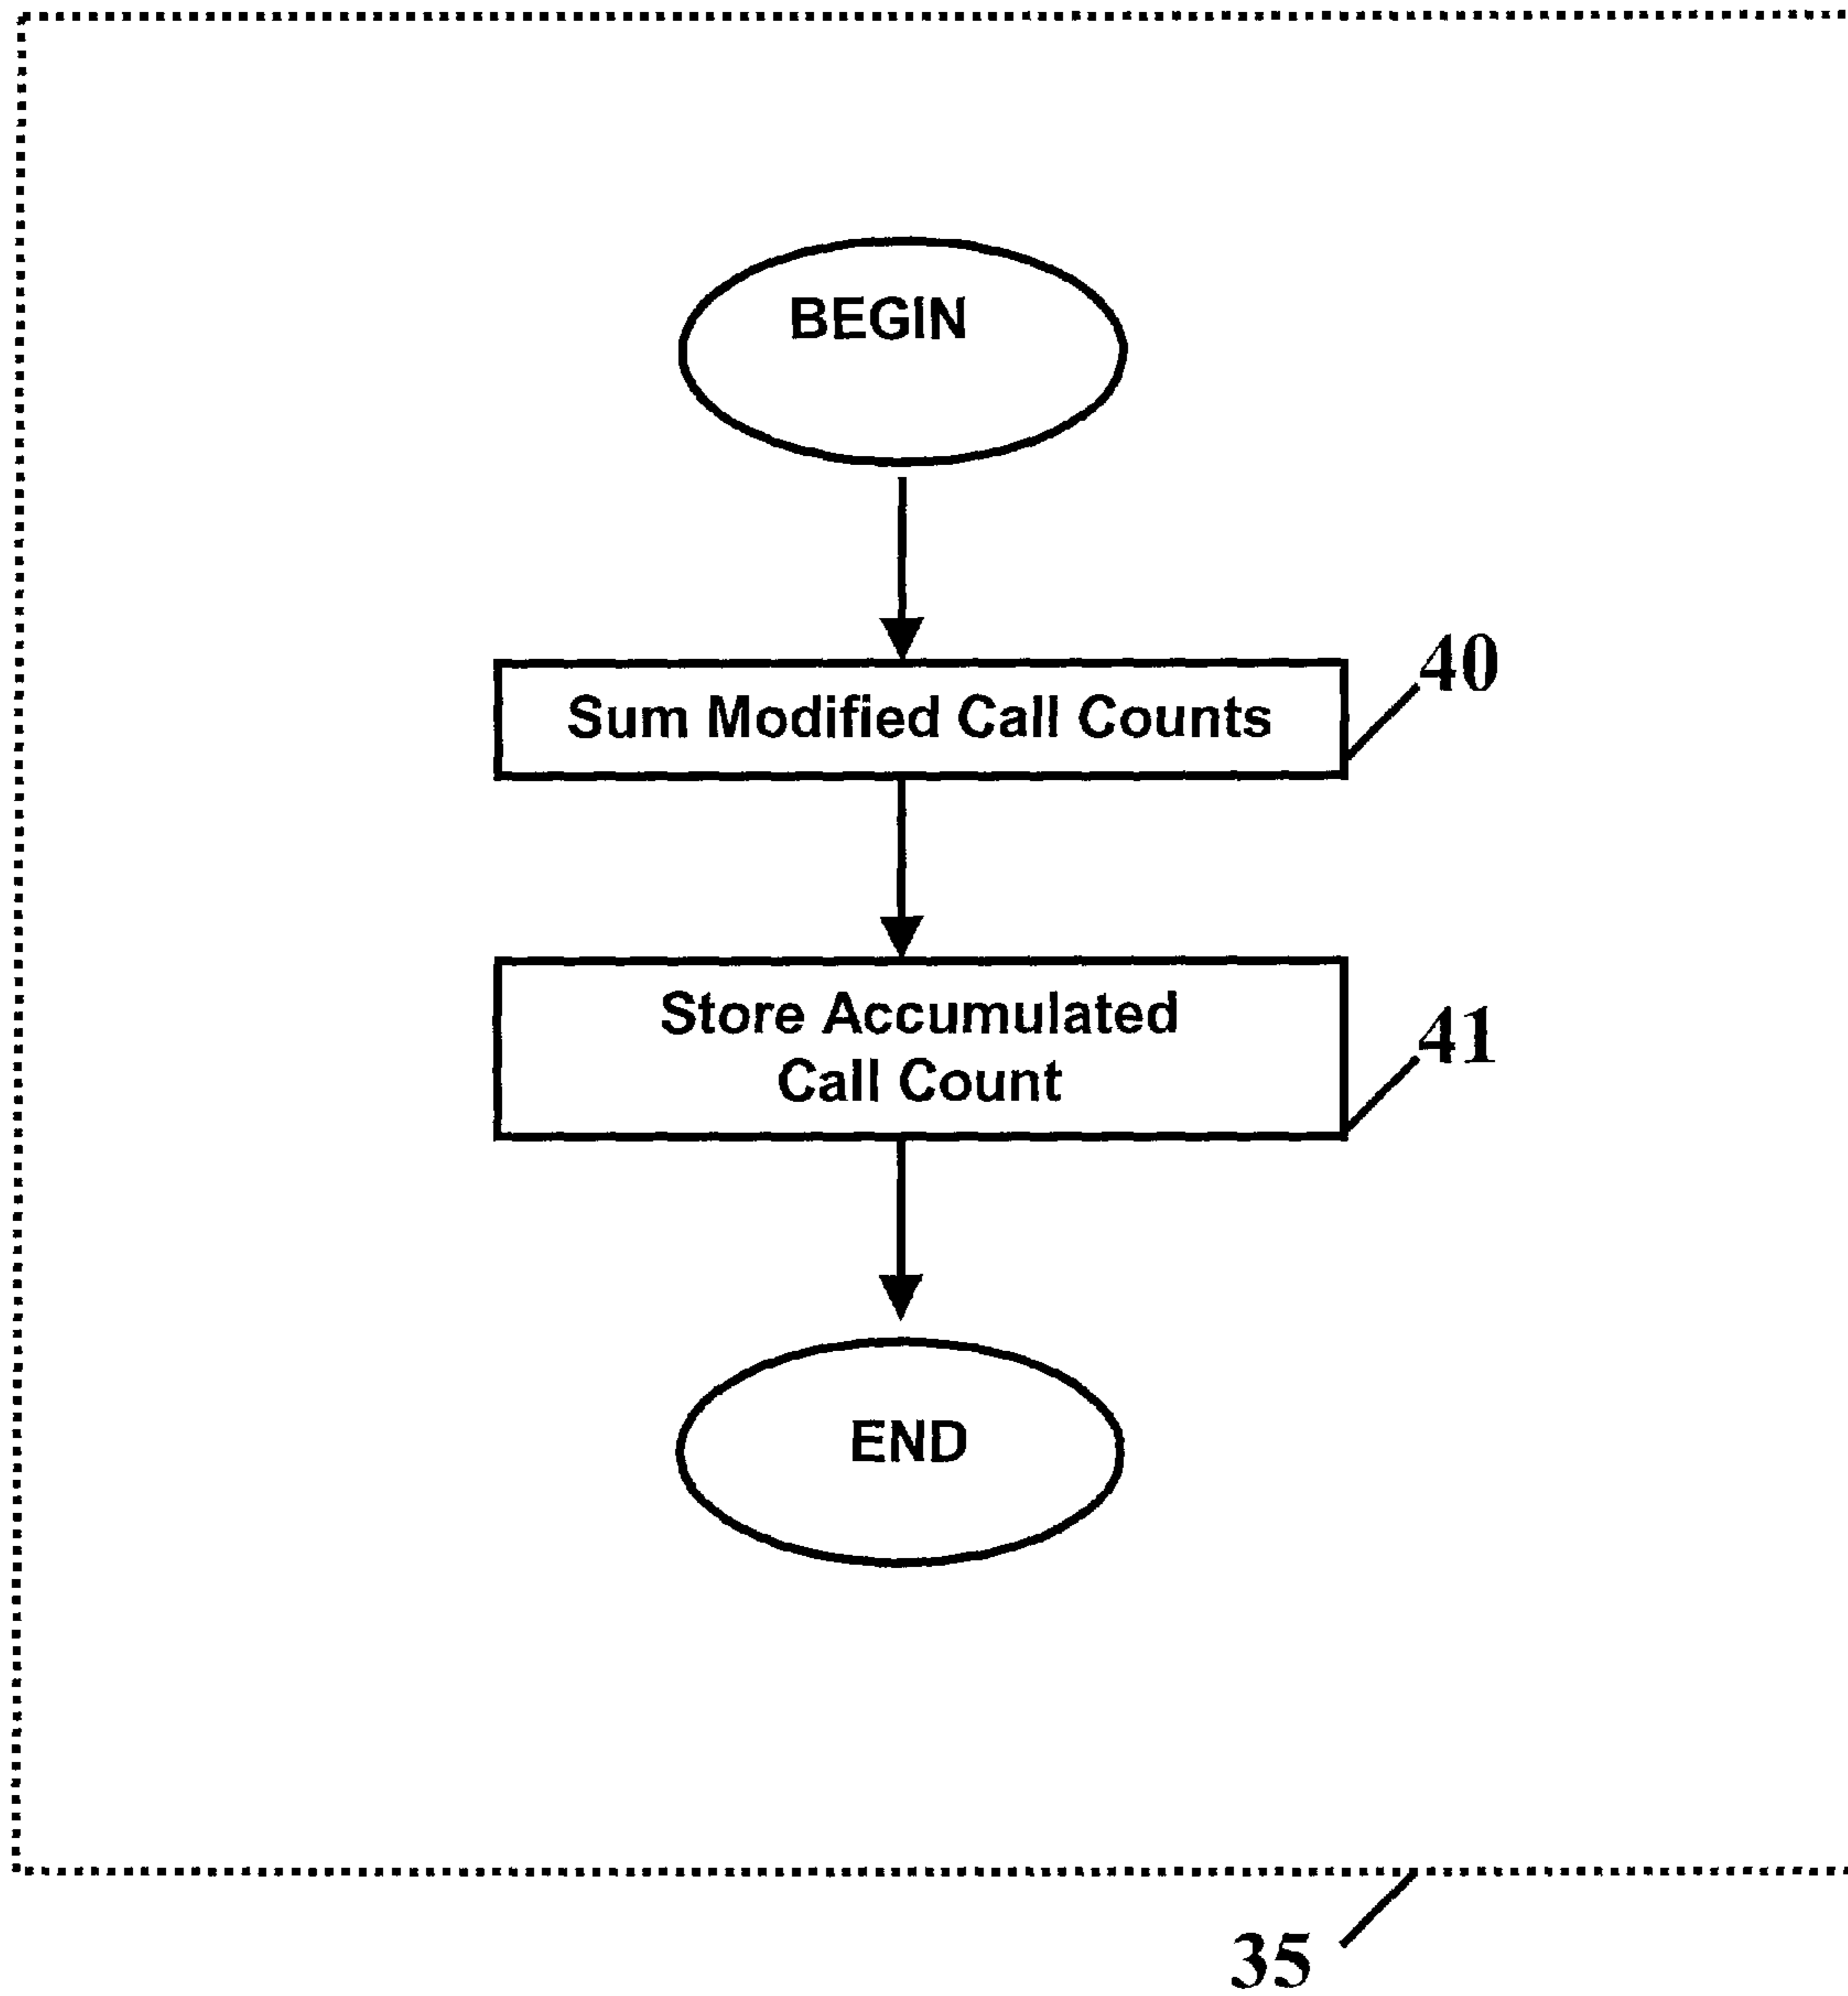 BEGIN
Sum Modified Call Counts
40
Store Accumulated
Call Count
41
END
35